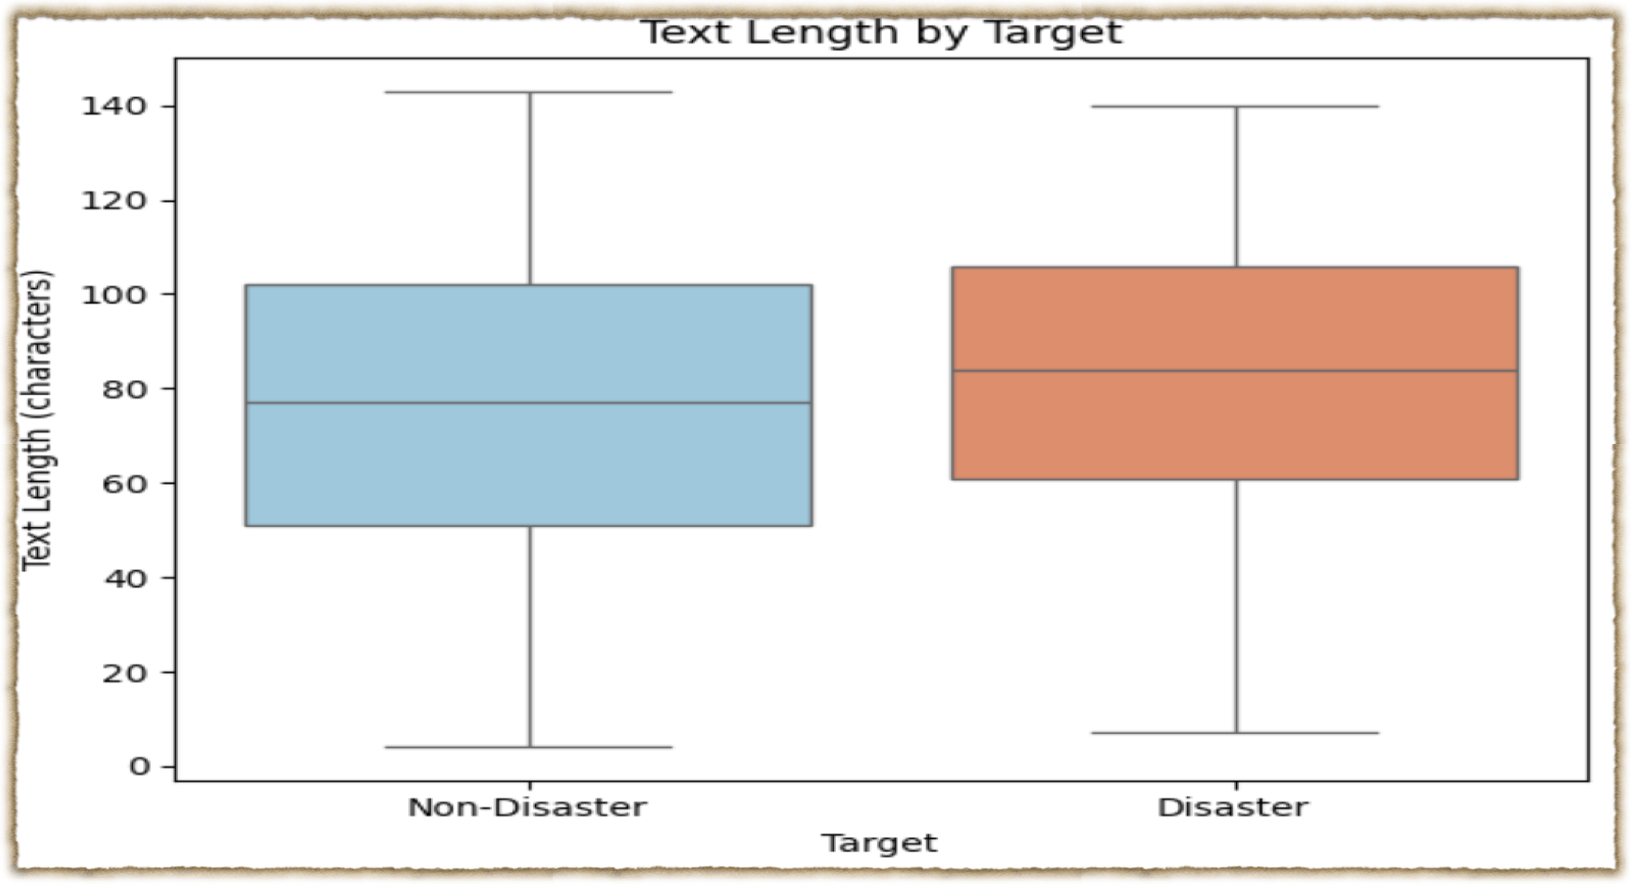 Text Length by Target
Text Length (characters)
140
120
100
80
60
40
20
0
Non-Disaster
Disaster
Target